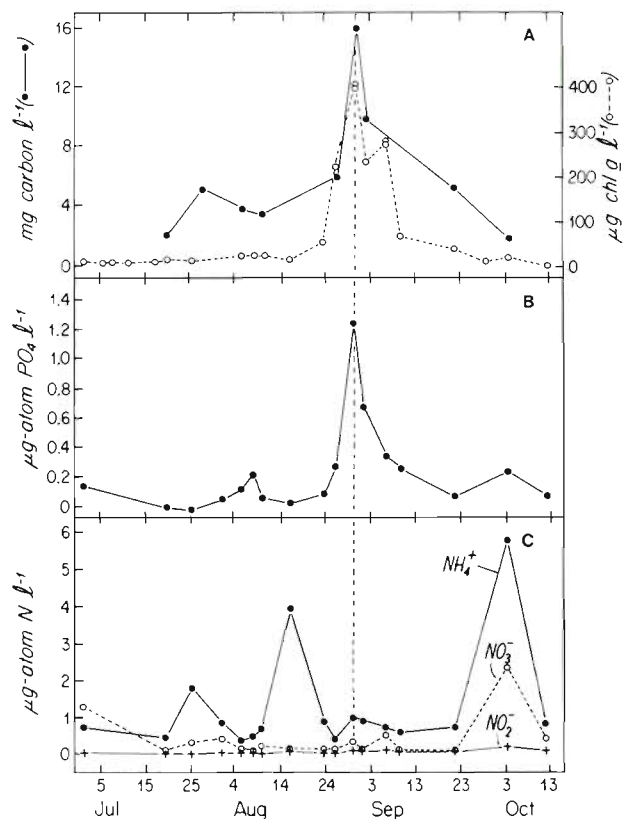 A
mg carbon ℓ⁻¹(●—●)
16
12
8
4
0
µg chl a ℓ⁻¹(○---○)
400
300
200
100
0
B
µg-atom PO₄ ℓ⁻¹
1.4
1.2
1.0
0.8
0.6
0.4
0.2
0
C
µg-atom N ℓ⁻¹
6
5
4
3
2
1
0
NH₄⁺
NO₃⁻
NO₂⁻
5 15 25 4 14 24 3 13 23 3 13
Jul Aug Sep Oct